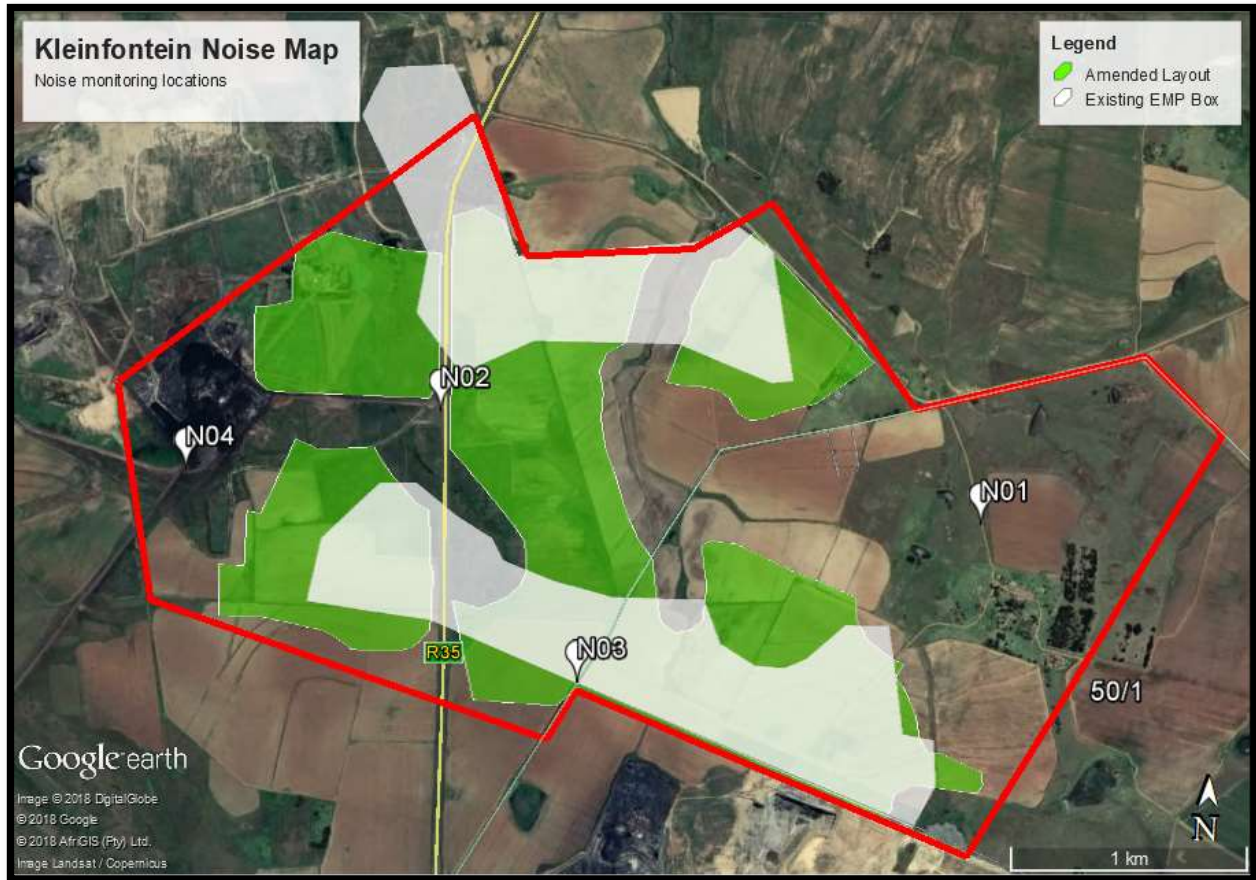 Kleinfontein Noise Map
Noise monitoring locations
Legend
Amended Layout
Existing EMP Box
N02
N04
N01
R35
N03
50/1
Google earth
Image © 2018 DigitalGlobe
© 2018 Google
© 2018 AfriGIS (Pty) Ltd.
Image Landsat / Copernicus
N
1 km